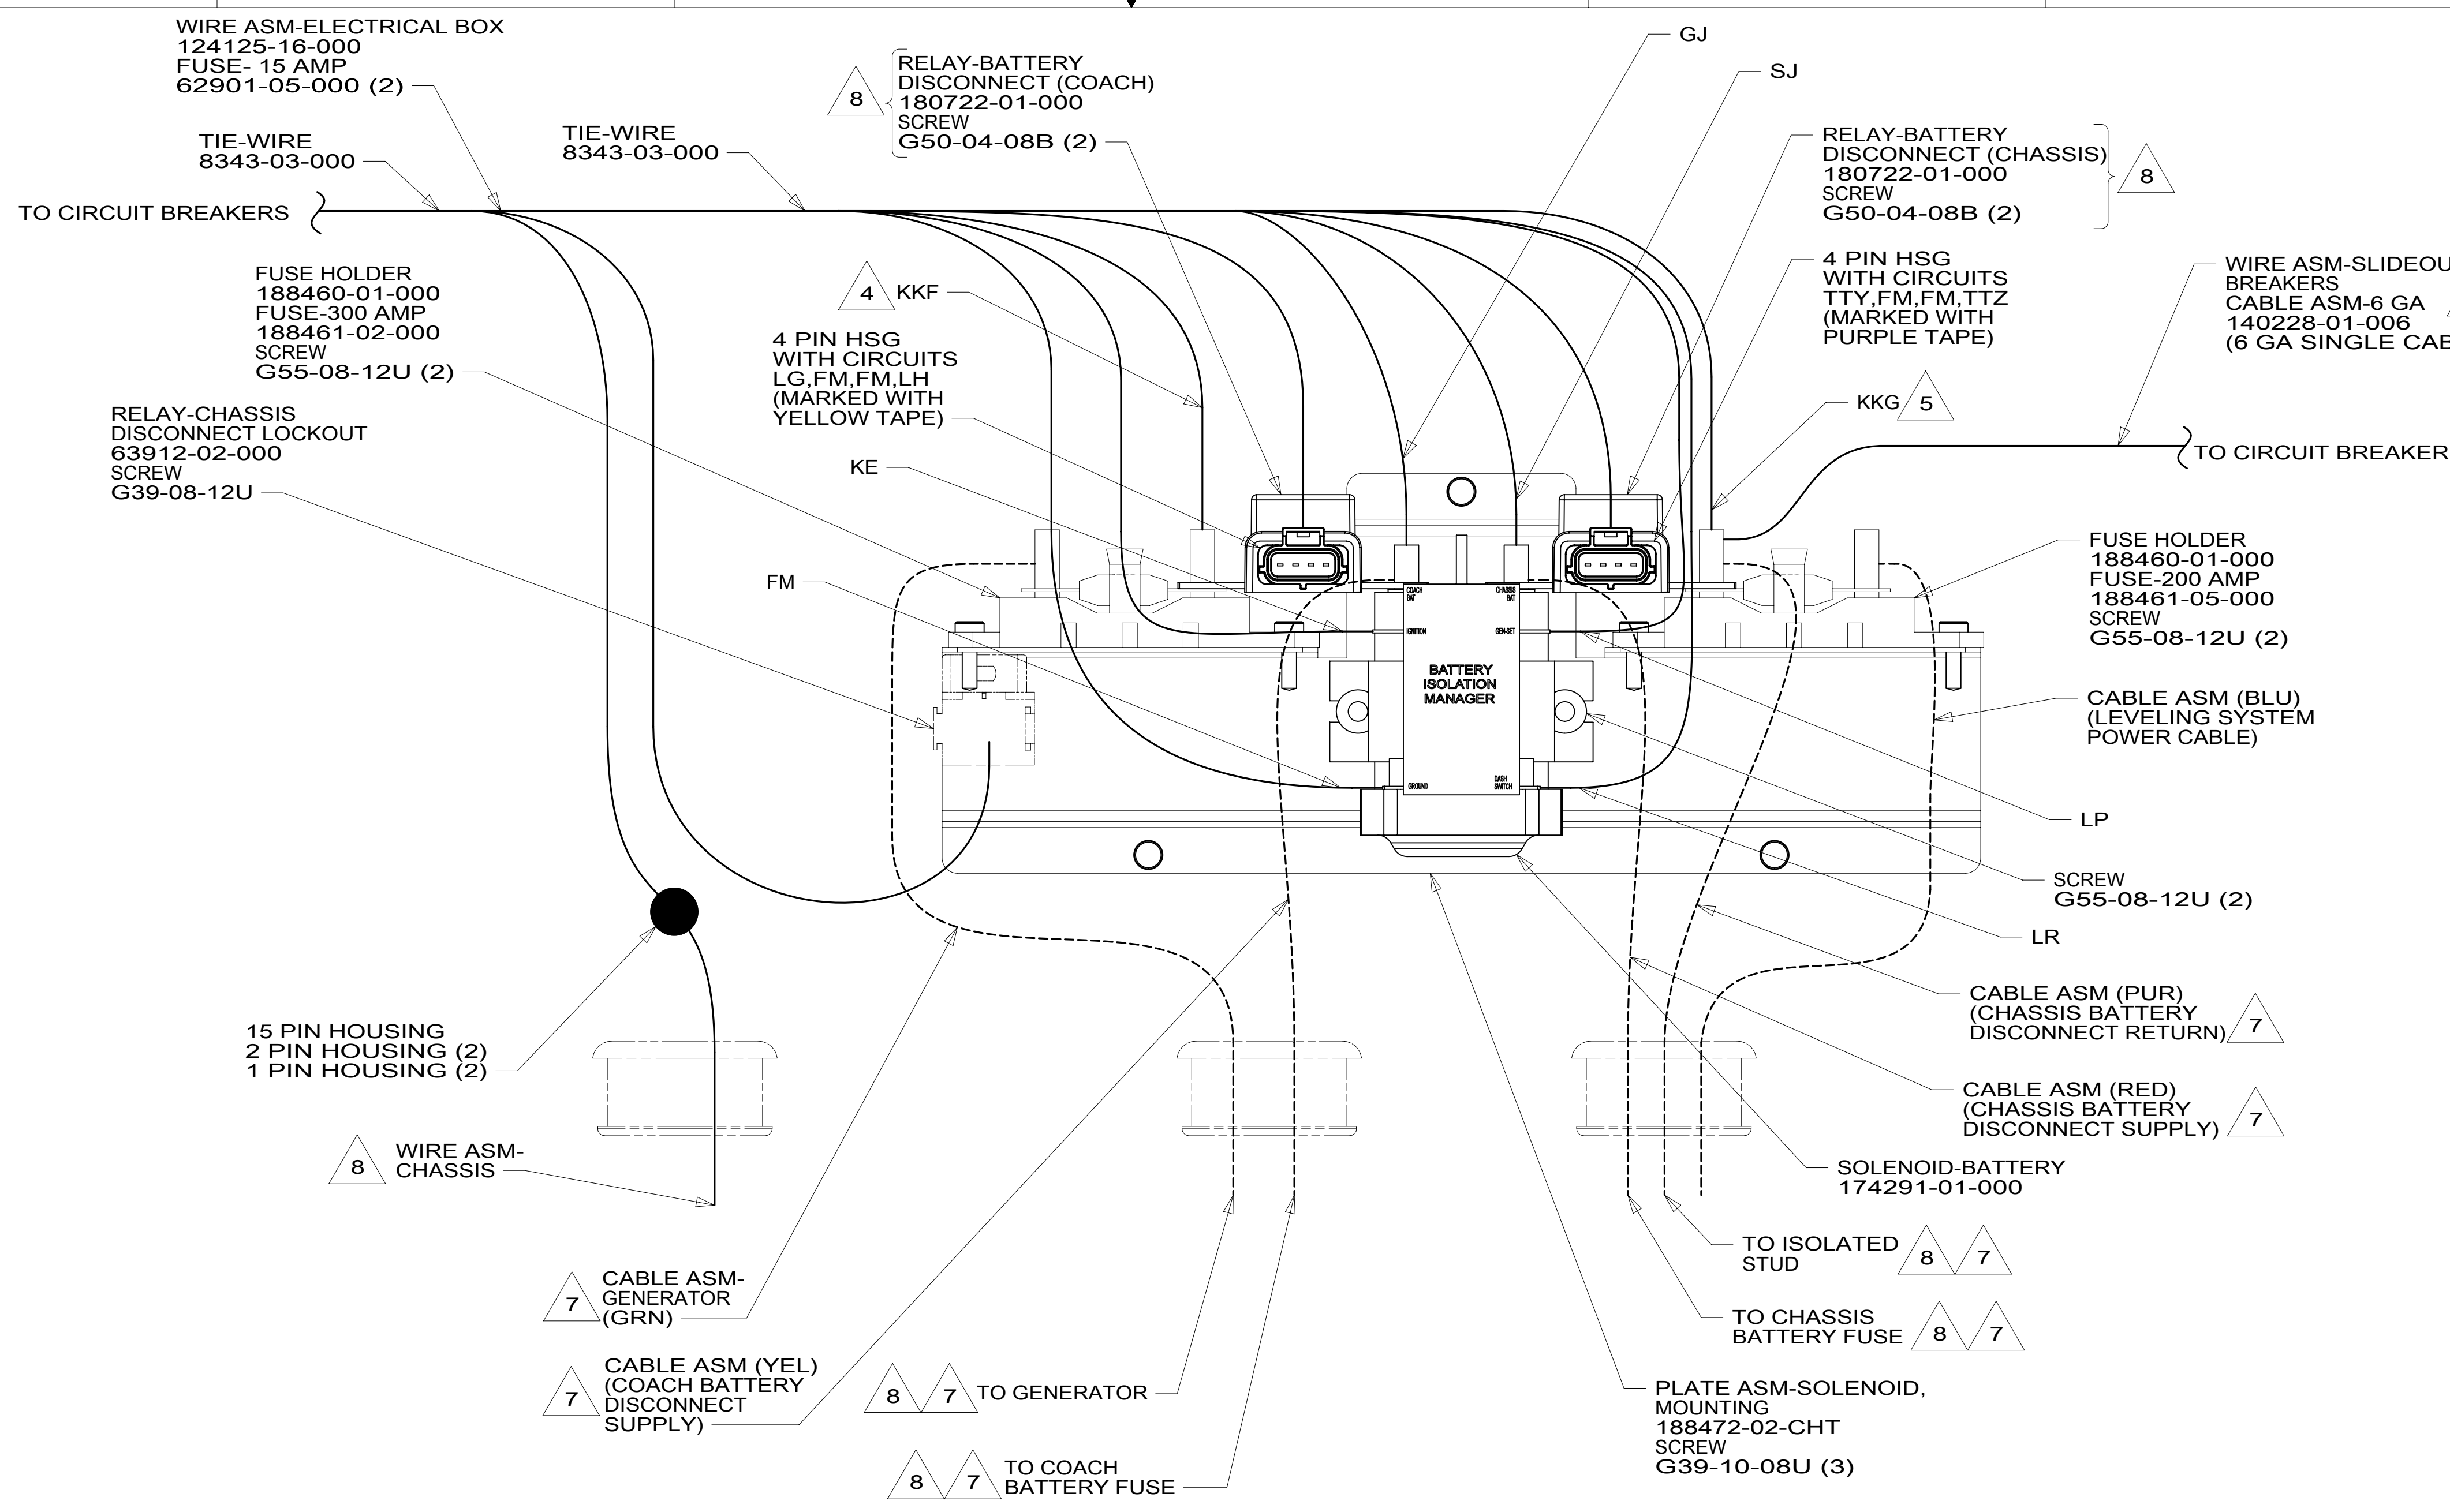 WIRE ASM-ELECTRICAL BOX
124125-16-000
FUSE- 15 AMP
62901-05-000 (2)
TIE-WIRE
8343-03-000
TIE-WIRE
8343-03-000
8
RELAY-BATTERY
DISCONNECT (COACH)
180722-01-000
SCREW
G50-04-08B (2)
GJ
SJ
RELAY-BATTERY
DISCONNECT (CHASSIS)
180722-01-000
SCREW
G50-04-08B (2)
8
TO CIRCUIT BREAKERS
FUSE HOLDER
188460-01-000
FUSE-300 AMP
188461-02-000
SCREW
G55-08-12U (2)
4
KKF
4 PIN HSG
WITH CIRCUITS
LG,FM,FM,LH
(MARKED WITH
YELLOW TAPE)
4 PIN HSG
WITH CIRCUITS
TTY,FM,FM,TTZ
(MARKED WITH
PURPLE TAPE)
WIRE ASM-SLIDEOU
BREAKERS
CABLE ASM-6 GA
140228-01-006
(6 GA SINGLE CAB
KKG
5
TO CIRCUIT BREAKER
RELAY-CHASSIS
DISCONNECT LOCKOUT
63912-02-000
SCREW
G39-08-12U
KE
FM
COACH
BAT
CHASSIS
BAT
IGNITION
GEN-SET
BATTERY
ISOLATION
MANAGER
GROUND
DASH
SWITCH
FUSE HOLDER
188460-01-000
FUSE-200 AMP
188461-05-000
SCREW
G55-08-12U (2)
CABLE ASM (BLU)
(LEVELING SYSTEM
POWER CABLE)
LP
SCREW
G55-08-12U (2)
LR
CABLE ASM (PUR)
(CHASSIS BATTERY
DISCONNECT RETURN)
7
CABLE ASM (RED)
(CHASSIS BATTERY
DISCONNECT SUPPLY)
7
15 PIN HOUSING
2 PIN HOUSING (2)
1 PIN HOUSING (2)
8
WIRE ASM-
CHASSIS
SOLENOID-BATTERY
174291-01-000
TO ISOLATED
STUD
8 7
TO CHASSIS
BATTERY FUSE
8 7
7
CABLE ASM-
GENERATOR
(GRN)
7
CABLE ASM (YEL)
(COACH BATTERY
DISCONNECT
SUPPLY)
8 7 TO GENERATOR
8 7
TO COACH
BATTERY FUSE
PLATE ASM-SOLENOID,
MOUNTING
188472-02-CHT
SCREW
G39-10-08U (3)